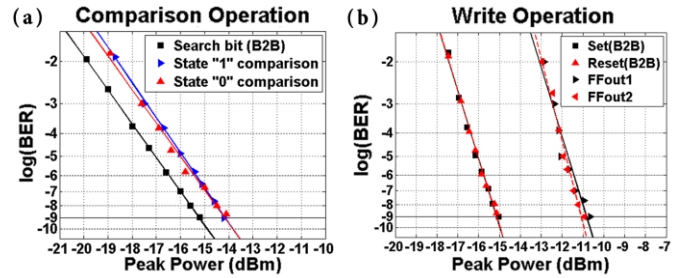 (a) Comparison Operation
Search bit (B2B)
State "1" comparison
State "0" comparison
log(BER)
-2
-3
-4
-5
-6
-7
-8
-9
-10
-21 -20 -19 -18 -17 -16 -15 -14 -13 -12 -11 -10
Peak Power (dBm)
(b) Write Operation
Set(B2B)
Reset(B2B)
FFout1
FFout2
log(BER)
-2
-3
-4
-5
-6
-7
-8
-9
-10
-20 -19 -18 -17 -16 -15 -14 -13 -12 -11 -10 -9 -8 -7
Peak Power (dBm)